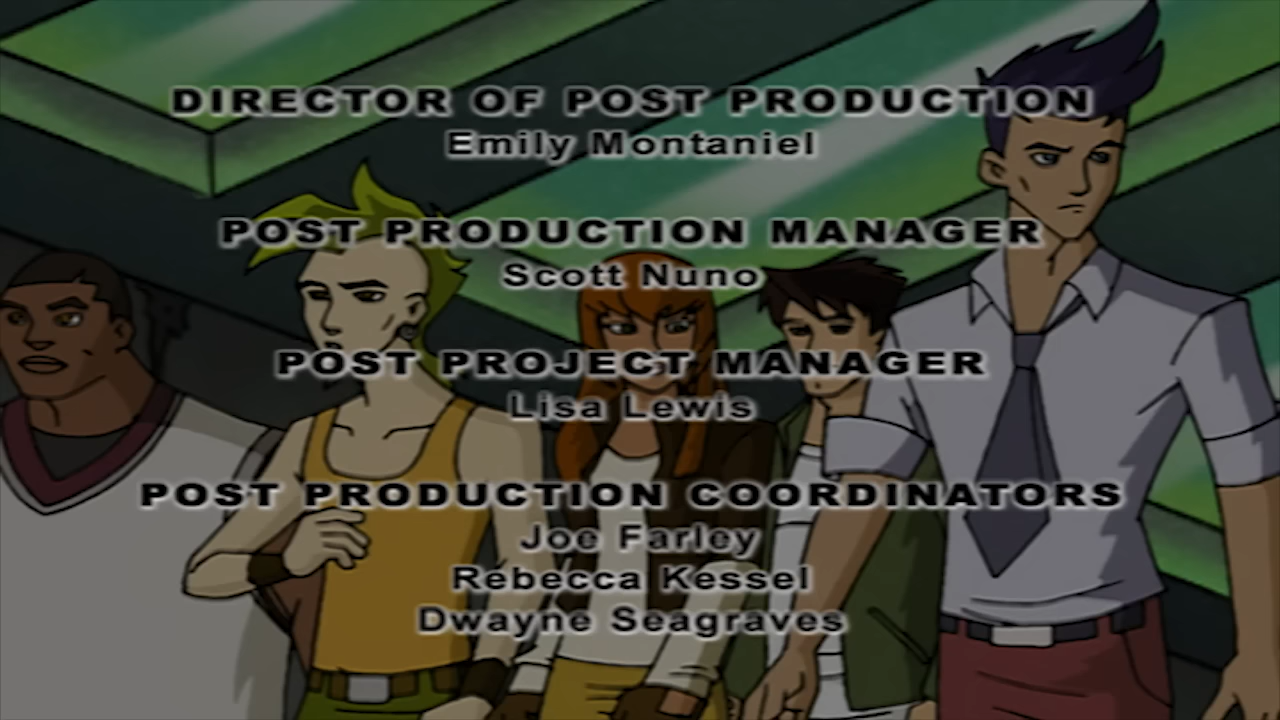 DIRECTOR OF POST PRODUCTION
Emily Montaniel
POST PRODUCTION MANAGER
Scott Nuno
POST PROJECT MANAGER
Lisa Lewis
POST PRODUCTION COORDINATORS
Joe Farley
Rebecca Kessel
Dwayne Seagraves